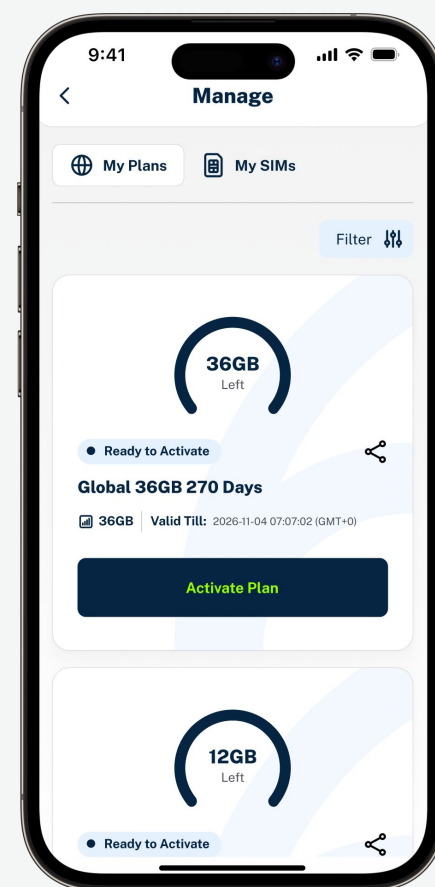 9:41
Manage
My Plans My SIMs
Filter
36GB
Left
Ready to Activate
Global 36GB 270 Days
36GB Valid Till: 2026-11-04 07:07:02 (GMT+0)
Activate Plan
12GB
Left
Ready to Activate